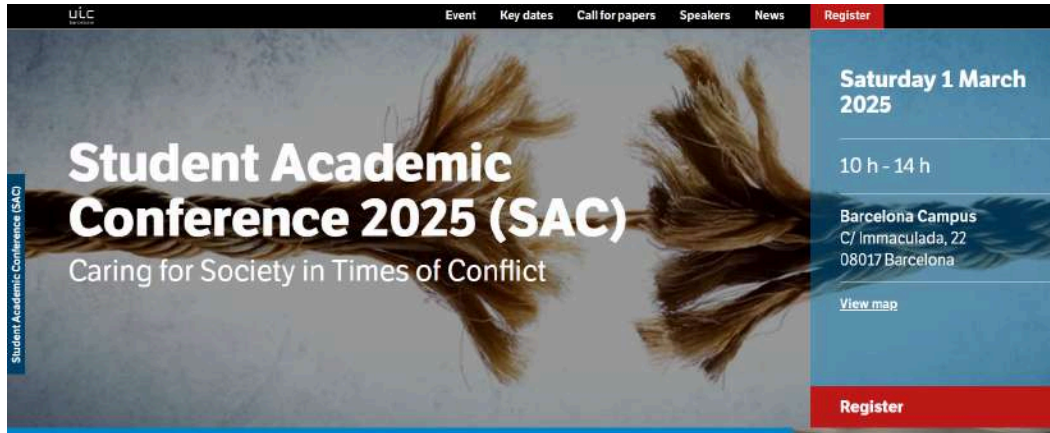 uic
barcelona
Event
Key dates
Call for papers
Speakers
News
Register
Student Academic
Conference 2025 (SAC)
Caring for Society in Times of Conflict
Student Academic Conference (SAC)
Saturday 1 March
2025
10 h - 14 h
Barcelona Campus
C/ Immaculada, 22
08017 Barcelona
View map
Register